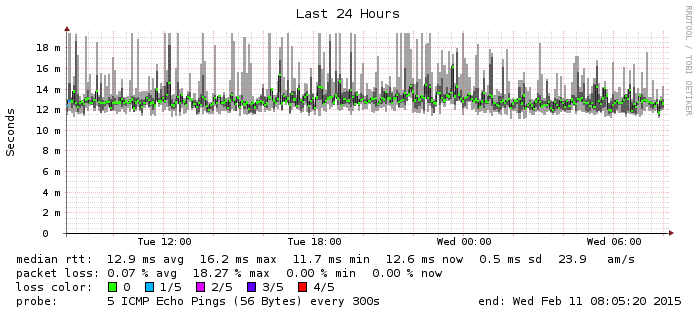 Last 24 Hours
RRDTOOL / TOBI OETIKER
Seconds
18 m
16 m
14 m
12 m
10 m
8 m
6 m
4 m
2 m
0
Tue 12:00 Tue 18:00 Wed 00:00 Wed 06:00
median rtt: 12.9 ms avg 16.2 ms max 11.7 ms min 12.6 ms now 0.5 ms sd 23.9 am/s
packet loss: 0.07 % avg 18.27 % max 0.00 % min 0.00 % now
loss color: 0 1/5 2/5 3/5 4/5
probe: 5 ICMP Echo Pings (56 Bytes) every 300s end: Wed Feb 11 08:05:20 2015